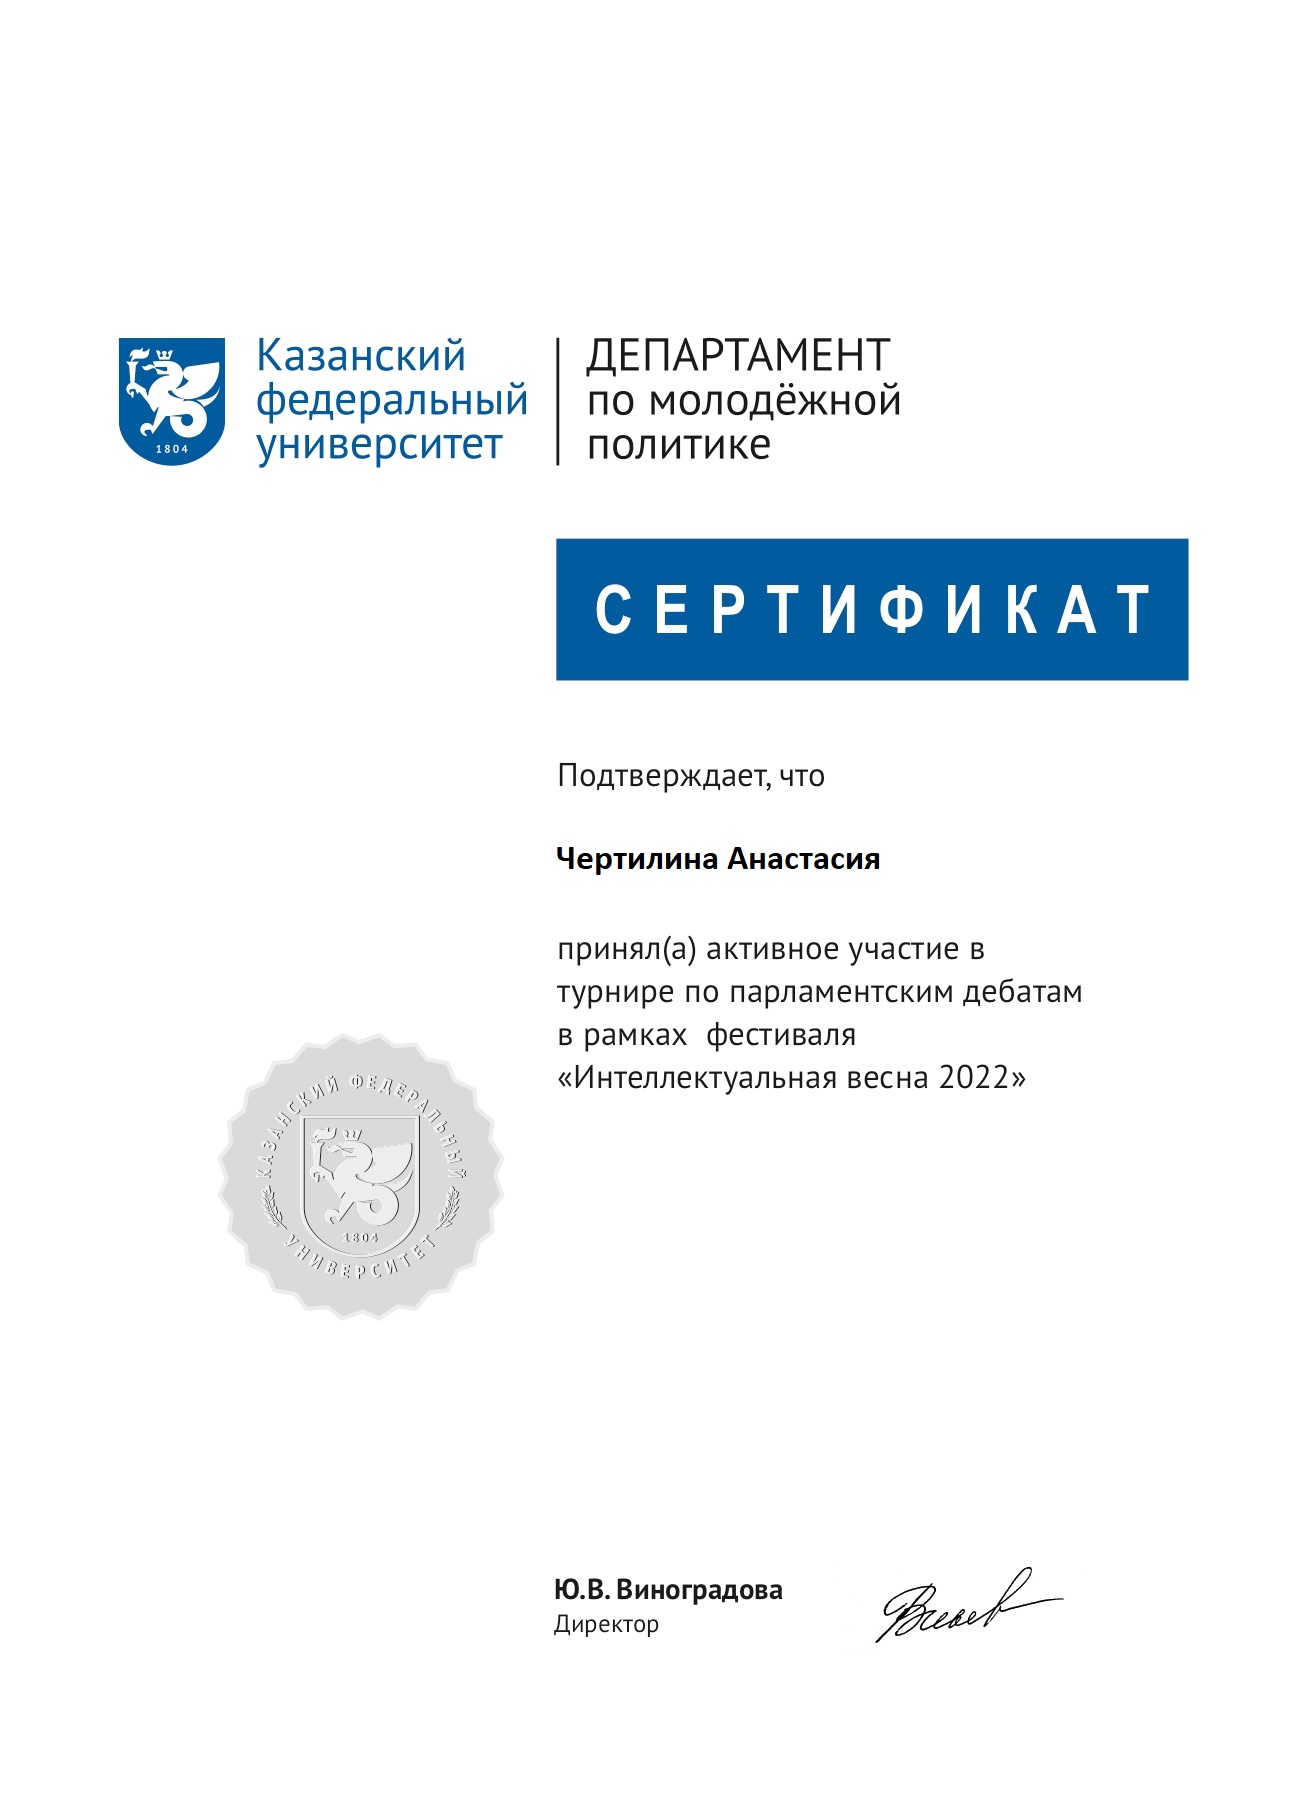 Казанский
федеральный
университет
ДЕПАРТАМЕНТ
по молодёжной
политике
1804
СЕРТИФИКАТ
Подтверждает, что
Чертилина Анастасия
принял(а) активное участие в
турнире по парламентским дебатам
в рамках  фестиваля
«Интеллектуальная весна 2022»
КАЗАНСКИЙ ФЕДЕРАЛЬНЫЙ
1804
УНИВЕРСИТЕТ
Ю.В. Виноградова
Директор